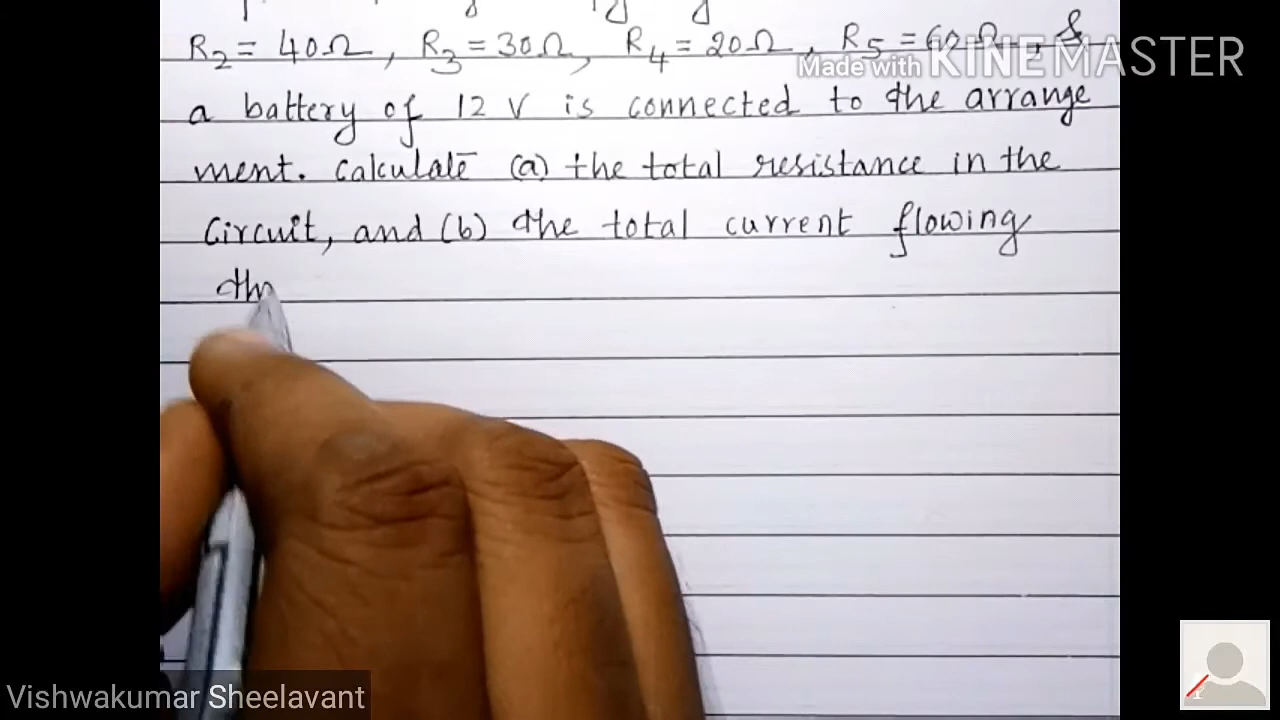 R2 = 40Ω, R3 = 30Ω, R4 = 20Ω, R5 = 60Ω, &
Made with KINEMASTER
a battery of 12 V is connected to the arrange
ment. Calculate (a) the total resistance in the
Circuit, and (b) the total current flowing
th
Vishwakumar Sheelavant